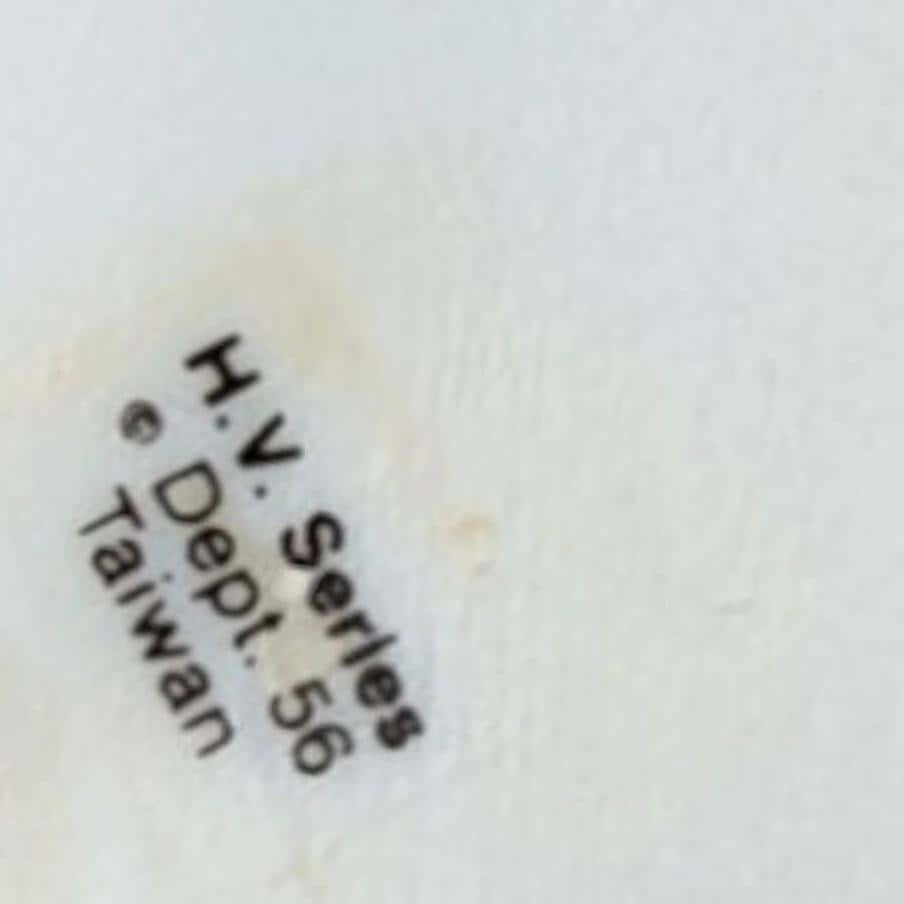 H.V. Series
© Dept. 56
Taiwan